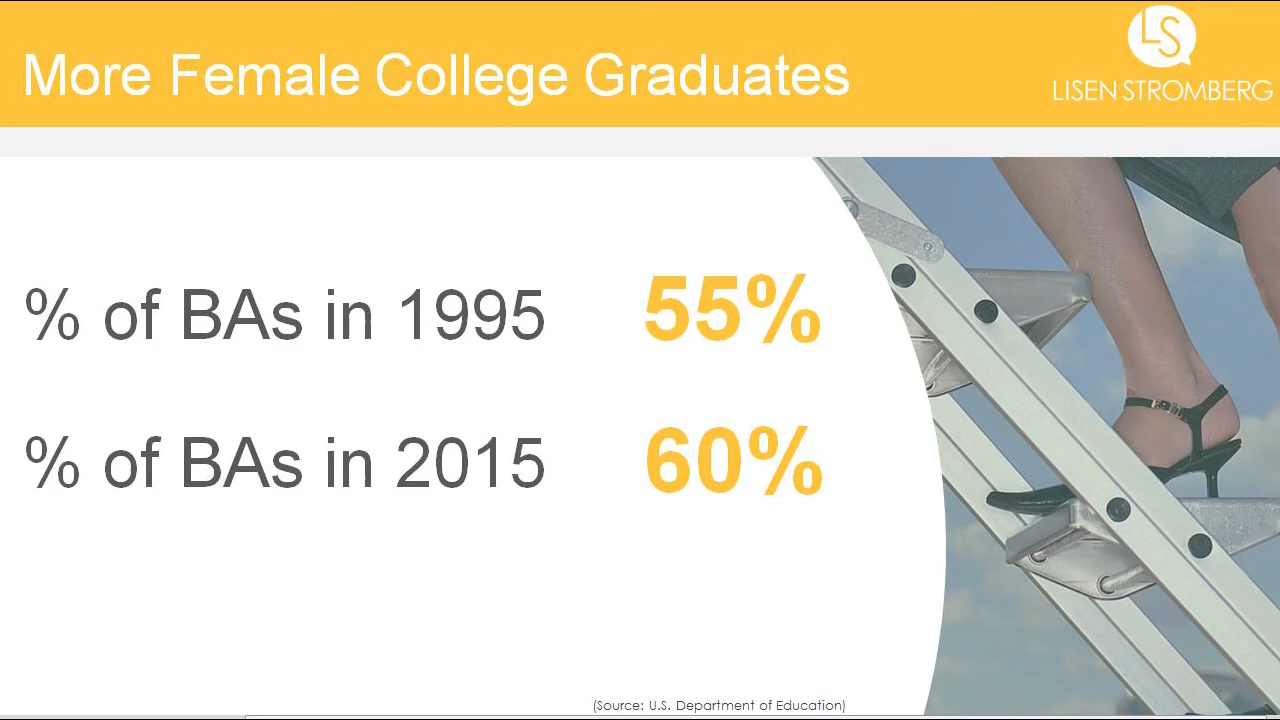 More Female College Graduates
LS
LISEN STROMBERG
% of BAs in 1995 55%
% of BAs in 2015 60%
(Source: U.S. Department of Education)